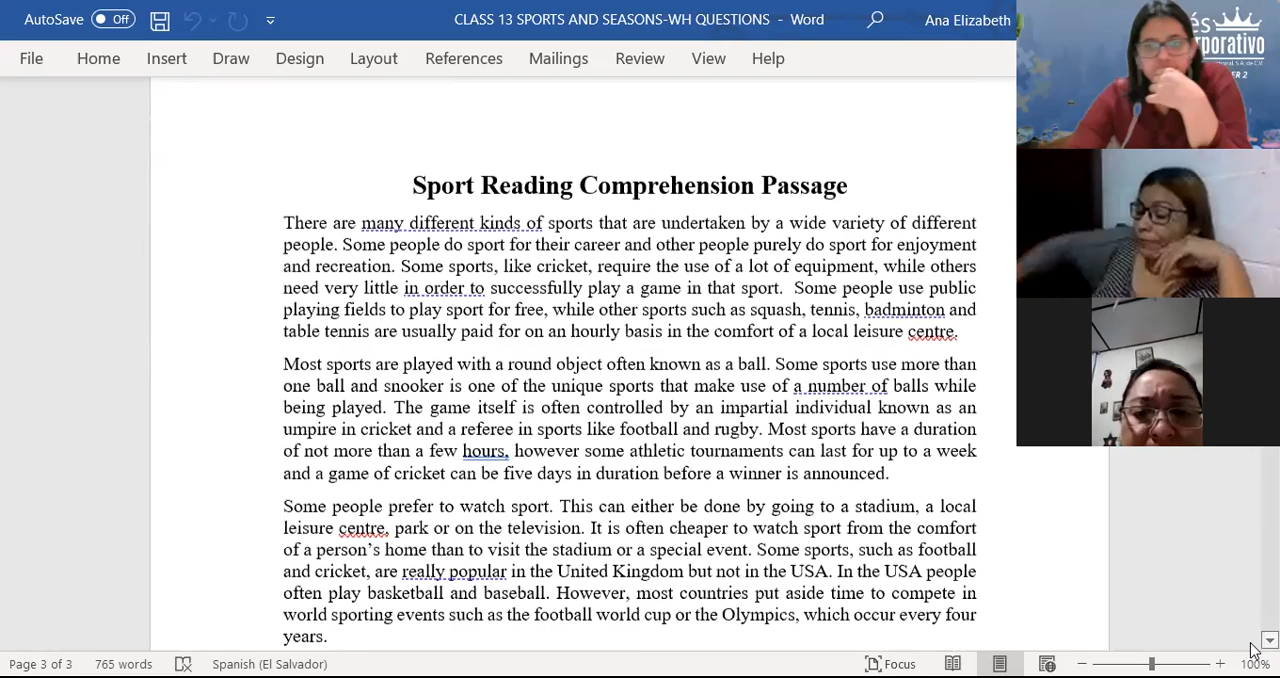 AutoSave Off CLASS 13 SPORTS AND SEASONS-WH QUESTIONS - Word Ana Elizabeth
File Home Insert Draw Design Layout References Mailings Review View Help
Sport Reading Comprehension Passage
There are many different kinds of sports that are undertaken by a wide variety of different
people. Some people do sport for their career and other people purely do sport for enjoyment
and recreation. Some sports, like cricket, require the use of a lot of equipment, while others
need very little in order to successfully play a game in that sport.  Some people use public
playing fields to play sport for free, while other sports such as squash, tennis, badminton and
table tennis are usually paid for on an hourly basis in the comfort of a local leisure centre.
Most sports are played with a round object often known as a ball. Some sports use more than
one ball and snooker is one of the unique sports that make use of a number of balls while
being played. The game itself is often controlled by an impartial individual known as an
umpire in cricket and a referee in sports like football and rugby. Most sports have a duration
of not more than a few hours, however some athletic tournaments can last for up to a week
and a game of cricket can be five days in duration before a winner is announced.
Some people prefer to watch sport. This can either be done by going to a stadium, a local
leisure centre, park or on the television. It is often cheaper to watch sport from the comfort
of a person's home than to visit the stadium or a special event. Some sports, such as football
and cricket, are really popular in the United Kingdom but not in the USA. In the USA people
often play basketball and baseball. However, most countries put aside time to compete in
world sporting events such as the football world cup or the Olympics, which occur every four
years.
Page 3 of 3 765 words Spanish (El Salvador) Focus 100%
és
rporativo
ER 2